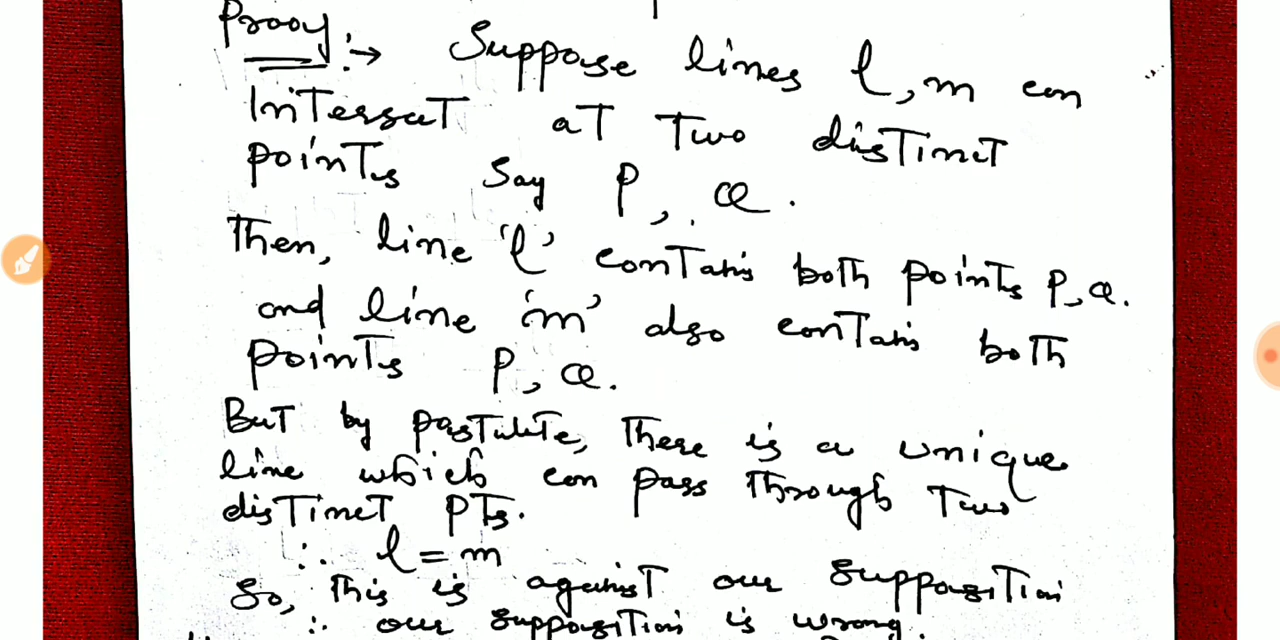 Proof :→ Suppose lines l, m can
intersect at two distinct
points say P, Q.
Then, line 'l' contains both points P, Q.
and line 'm' also contains both
points P, Q.
But by postulate, there is a unique
line which can pass through two
distinct pts.
∴ l = m
So, this is against our supposition
∴ our supposition is wrong.